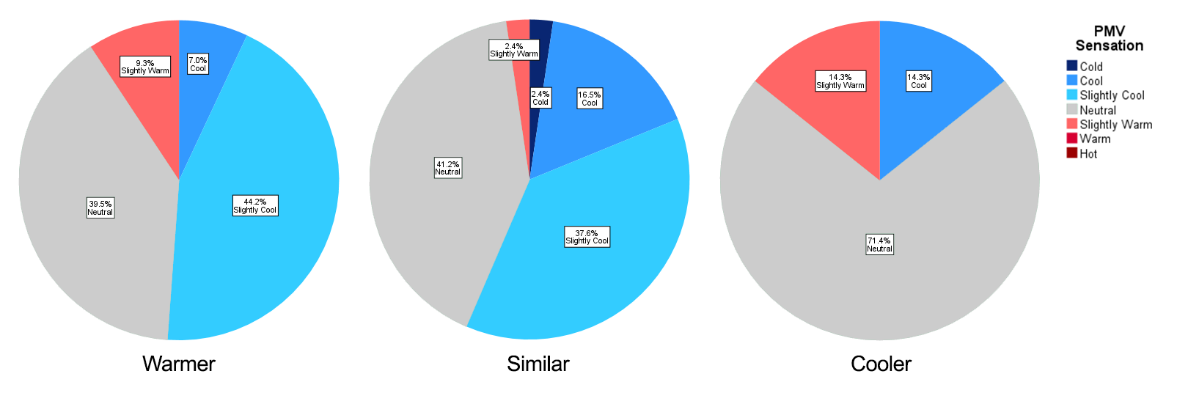 9.3%
Slightly Warm
7.0%
Cool
39.5%
Neutral
44.2%
Slightly Cool
Warmer
2.4%
Slightly Warm
2.4%
Cold
16.5%
Cool
41.2%
Neutral
37.6%
Slightly Cool
Similar
14.3%
Slightly Warm
14.3%
Cool
71.4%
Neutral
Cooler
PMV
Sensation
Cold
Cool
Slightly Cool
Neutral
Slightly Warm
Warm
Hot